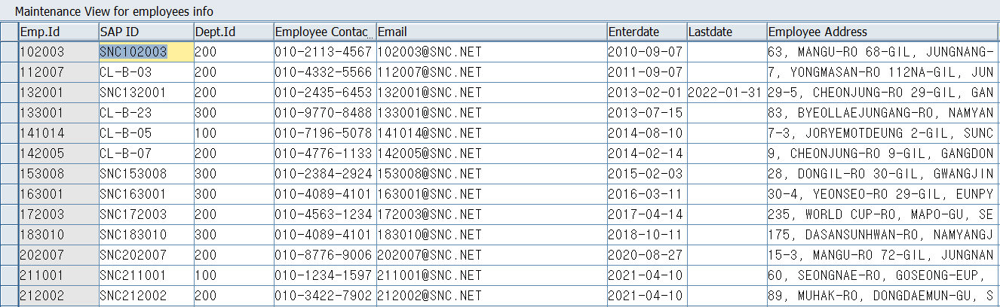 Maintenance View for employees info
Emp.Id SAP ID Dept.Id Employee Contac.. Email Enterdate Lastdate Employee Address
102003 SNC102003 200 010-2113-4567 102003@SNC.NET 2010-09-07 63, MANGU-RO 68-GIL, JUNGNANG-
112007 CL-B-03 200 010-4332-5566 112007@SNC.NET 2011-09-07 7, YONGMASAN-RO 112NA-GIL, JUN
132001 SNC132001 200 010-2435-6453 132001@SNC.NET 2013-02-01 2022-01-31 29-5, CHEONJUNG-RO 29-GIL, GAN
133001 CL-B-23 300 010-9770-8488 133001@SNC.NET 2013-07-15 83, BYEOLLAEJUNGANG-RO, NAMYAN
141014 CL-B-05 100 010-7196-5078 141014@SNC.NET 2014-08-10 7-3, JORYEMOTDEUNG 2-GIL, SUNC
142005 CL-B-07 200 010-4776-1133 142005@SNC.NET 2014-02-14 9, CHEONJUNG-RO 9-GIL, GANGDON
153008 SNC153008 300 010-2384-2924 153008@SNC.NET 2015-02-03 28, DONGIL-RO 30-GIL, GWANGJIN
163001 SNC163001 300 010-4089-4101 163001@SNC.NET 2016-03-11 30-4, YEONSEO-RO 29-GIL, EUNPY
172003 SNC172003 200 010-4563-1234 172003@SNC.NET 2017-04-14 235, WORLD CUP-RO, MAPO-GU, SE
183010 SNC183010 300 010-4089-4101 183010@SNC.NET 2018-10-11 175, DASANSUNHWAN-RO, NAMYANGJ
202007 SNC202007 200 010-8776-9006 202007@SNC.NET 2020-08-27 15-3, MANGU-RO 72-GIL, JUNGNAN
211001 SNC211001 100 010-1234-1597 211001@SNC.NET 2021-04-10 60, SEONGNAE-RO, GOSEONG-EUP,
212002 SNC212002 200 010-3422-7902 212002@SNC.NET 2021-04-10 89, MUHAK-RO, DONGDAEMUN-GU, S